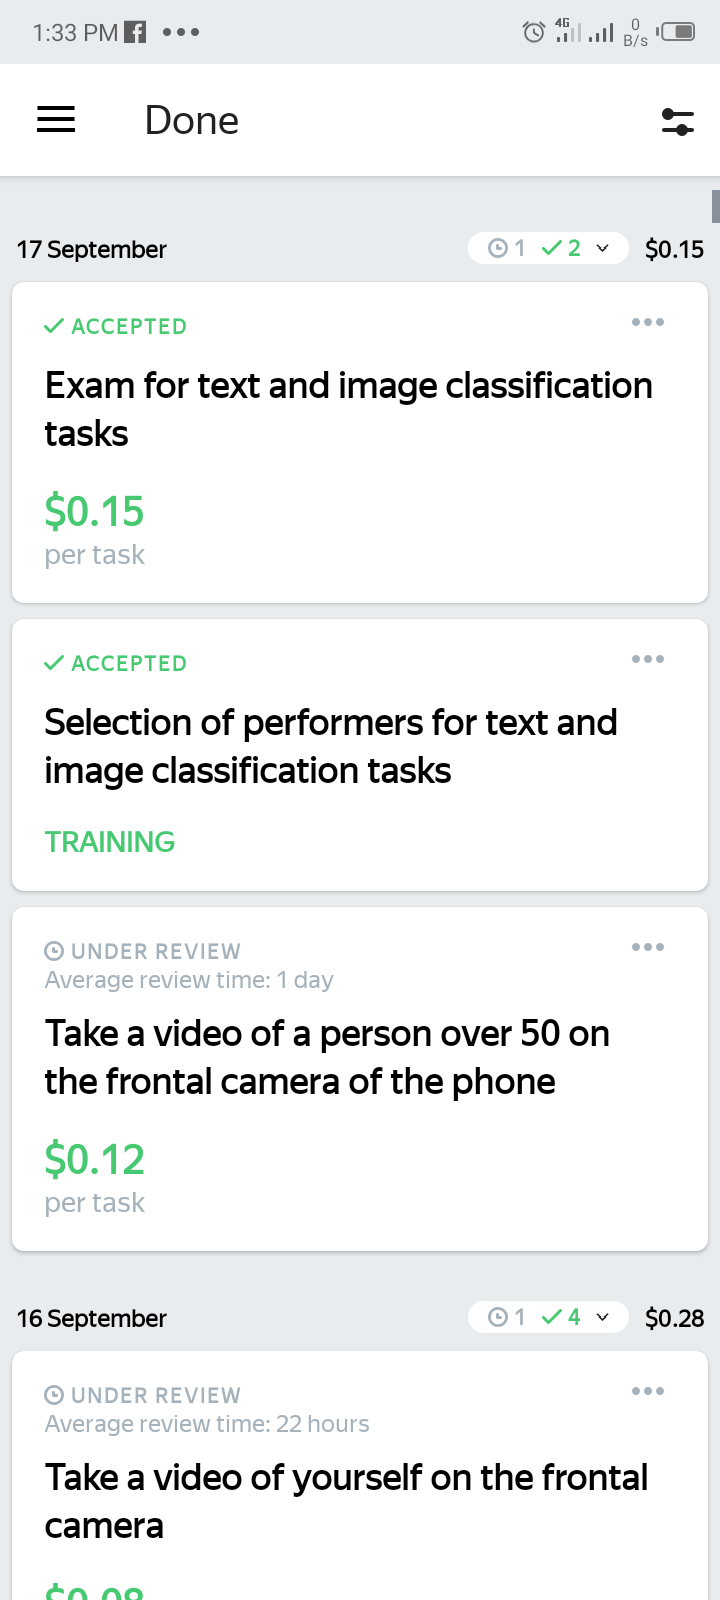 1:33 PM
4G
0
B/s
Done
17 September 1 2 $0.15
ACCEPTED
Exam for text and image classification
tasks
$0.15
per task
ACCEPTED
Selection of performers for text and
image classification tasks
TRAINING
UNDER REVIEW
Average review time: 1 day
Take a video of a person over 50 on
the frontal camera of the phone
$0.12
per task
16 September 1 4 $0.28
UNDER REVIEW
Average review time: 22 hours
Take a video of yourself on the frontal
camera
$0.08